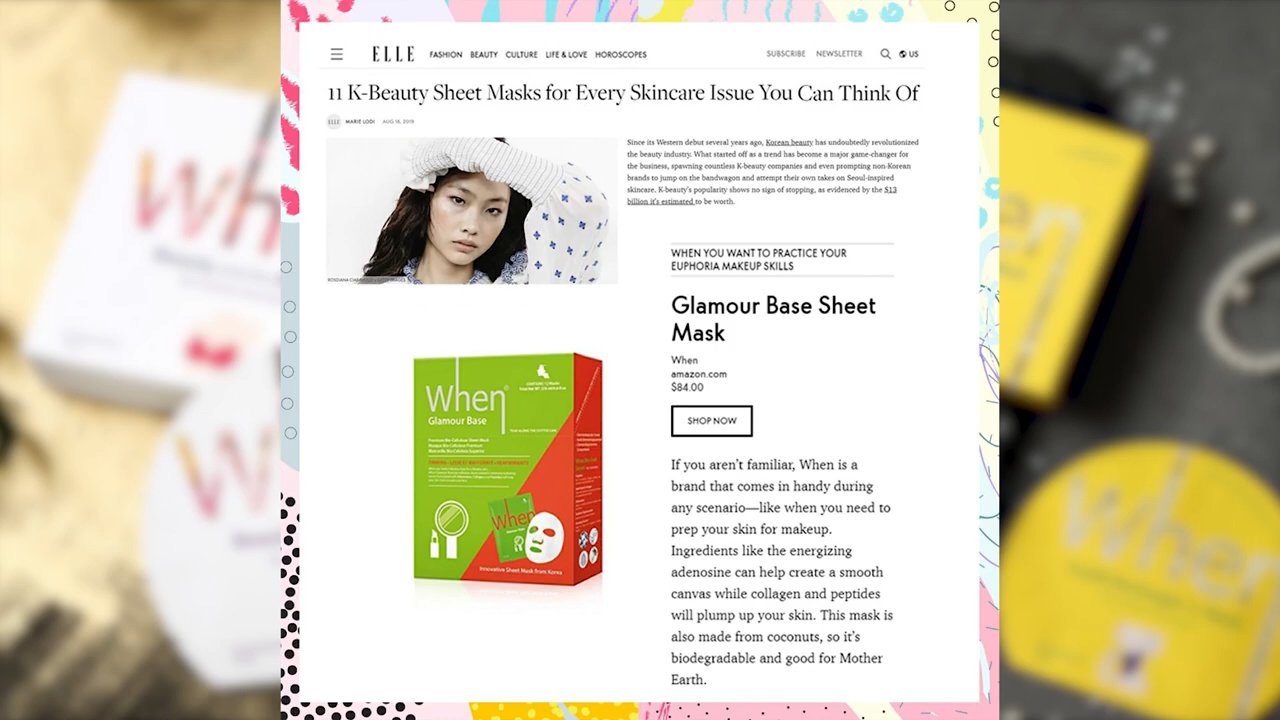 ELLE FASHION BEAUTY CULTURE LIFE & LOVE HOROSCOPES SUBSCRIBE NEWSLETTER US
11 K-Beauty Sheet Masks for Every Skincare Issue You Can Think Of
ELLE MARIE LODI AUG 16, 2019
Since its Western debut several years ago, Korean beauty has undoubtedly revolutionized
the beauty industry. What started off as a trend has become a major game-changer for
the business, spawning countless K-beauty companies and even prompting non-Korean
brands to jump on the bandwagon and attempt their own takes on Seoul-inspired
skincare. K-beauty's popularity shows no sign of stopping, as evidenced by the $13
billion it's estimated to be worth.
WHEN YOU WANT TO PRACTICE YOUR
EUPHORIA MAKEUP SKILLS
Glamour Base Sheet
Mask
When
amazon.com
$84.00
SHOP NOW
If you aren't familiar, When is a
brand that comes in handy during
any scenario—like when you need to
prep your skin for makeup.
Ingredients like the energizing
adenosine can help create a smooth
canvas while collagen and peptides
will plump up your skin. This mask is
also made from coconuts, so it's
biodegradable and good for Mother
Earth.
When
Glamour Base
When
Innovative Sheet Mask from Korea
When
When